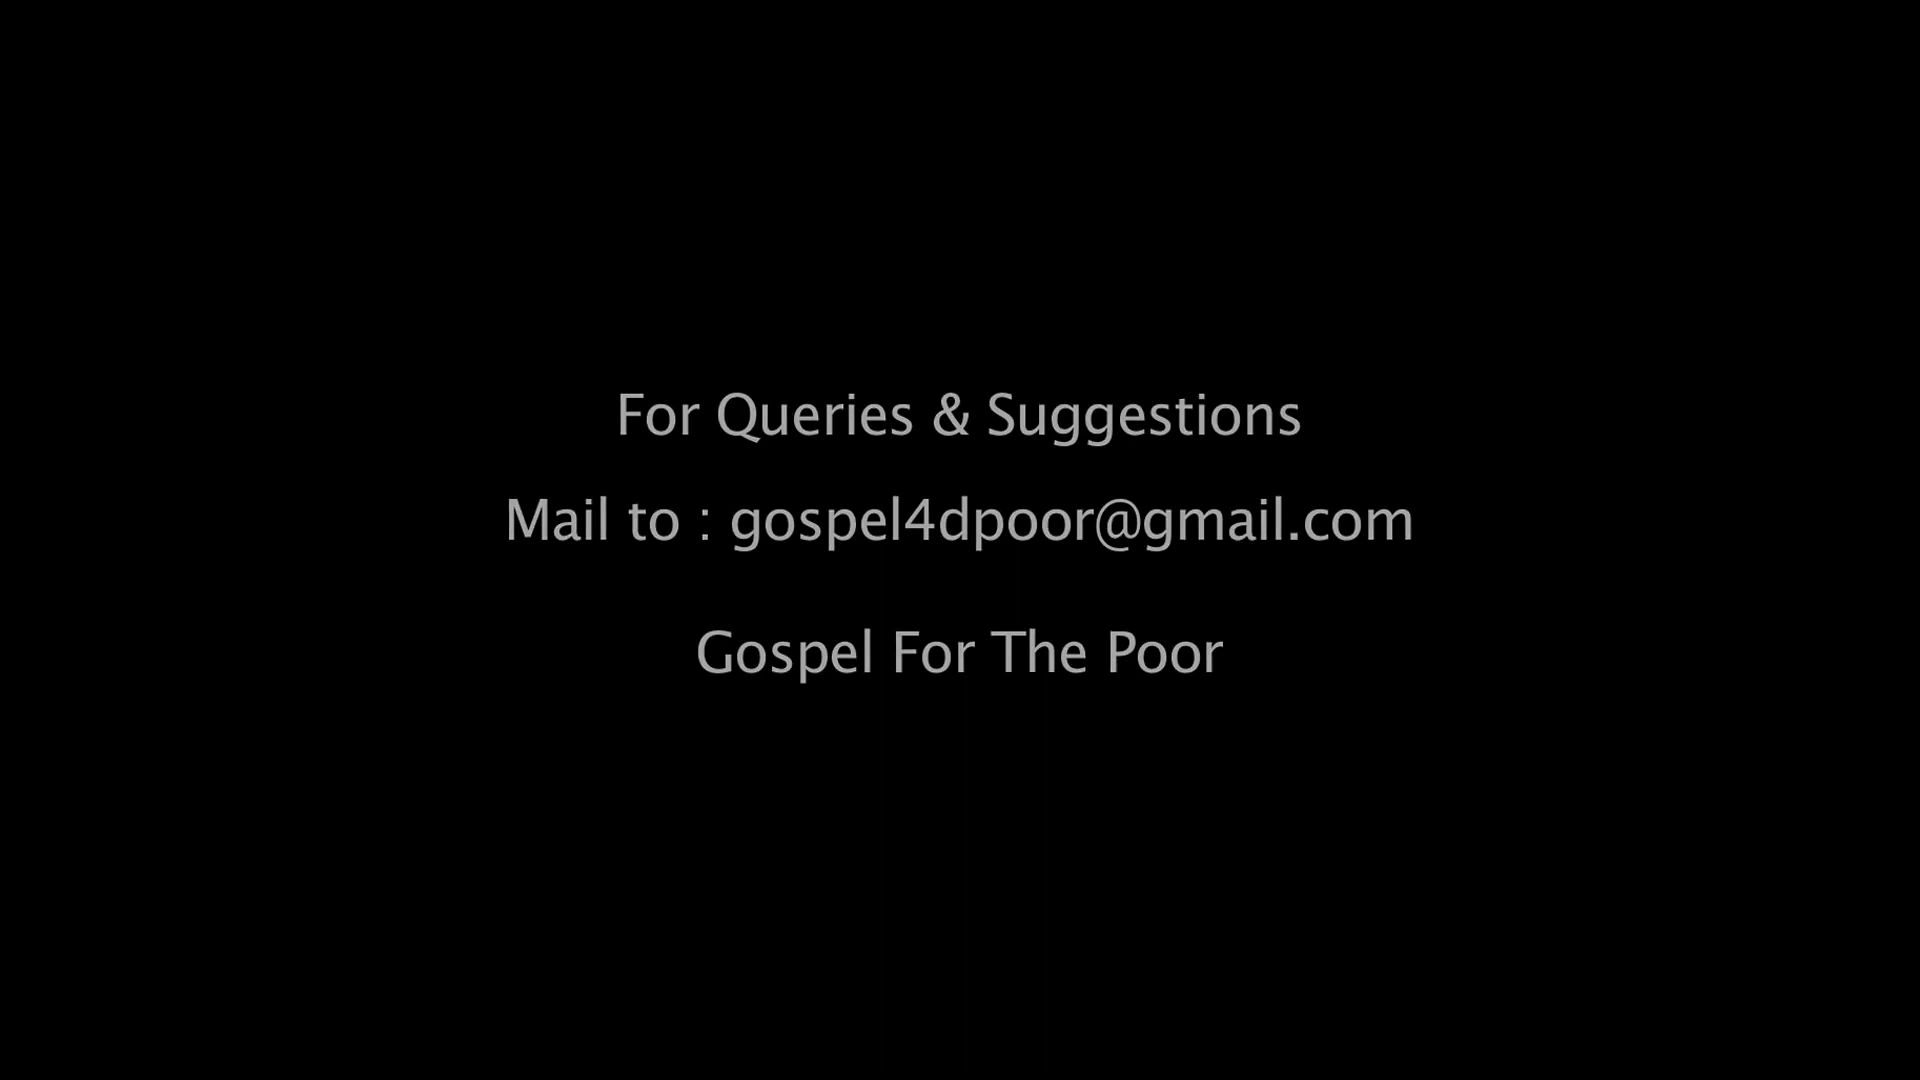 For Queries & Suggestions
Mail to : gospel4dpoor@gmail.com
Gospel For The Poor